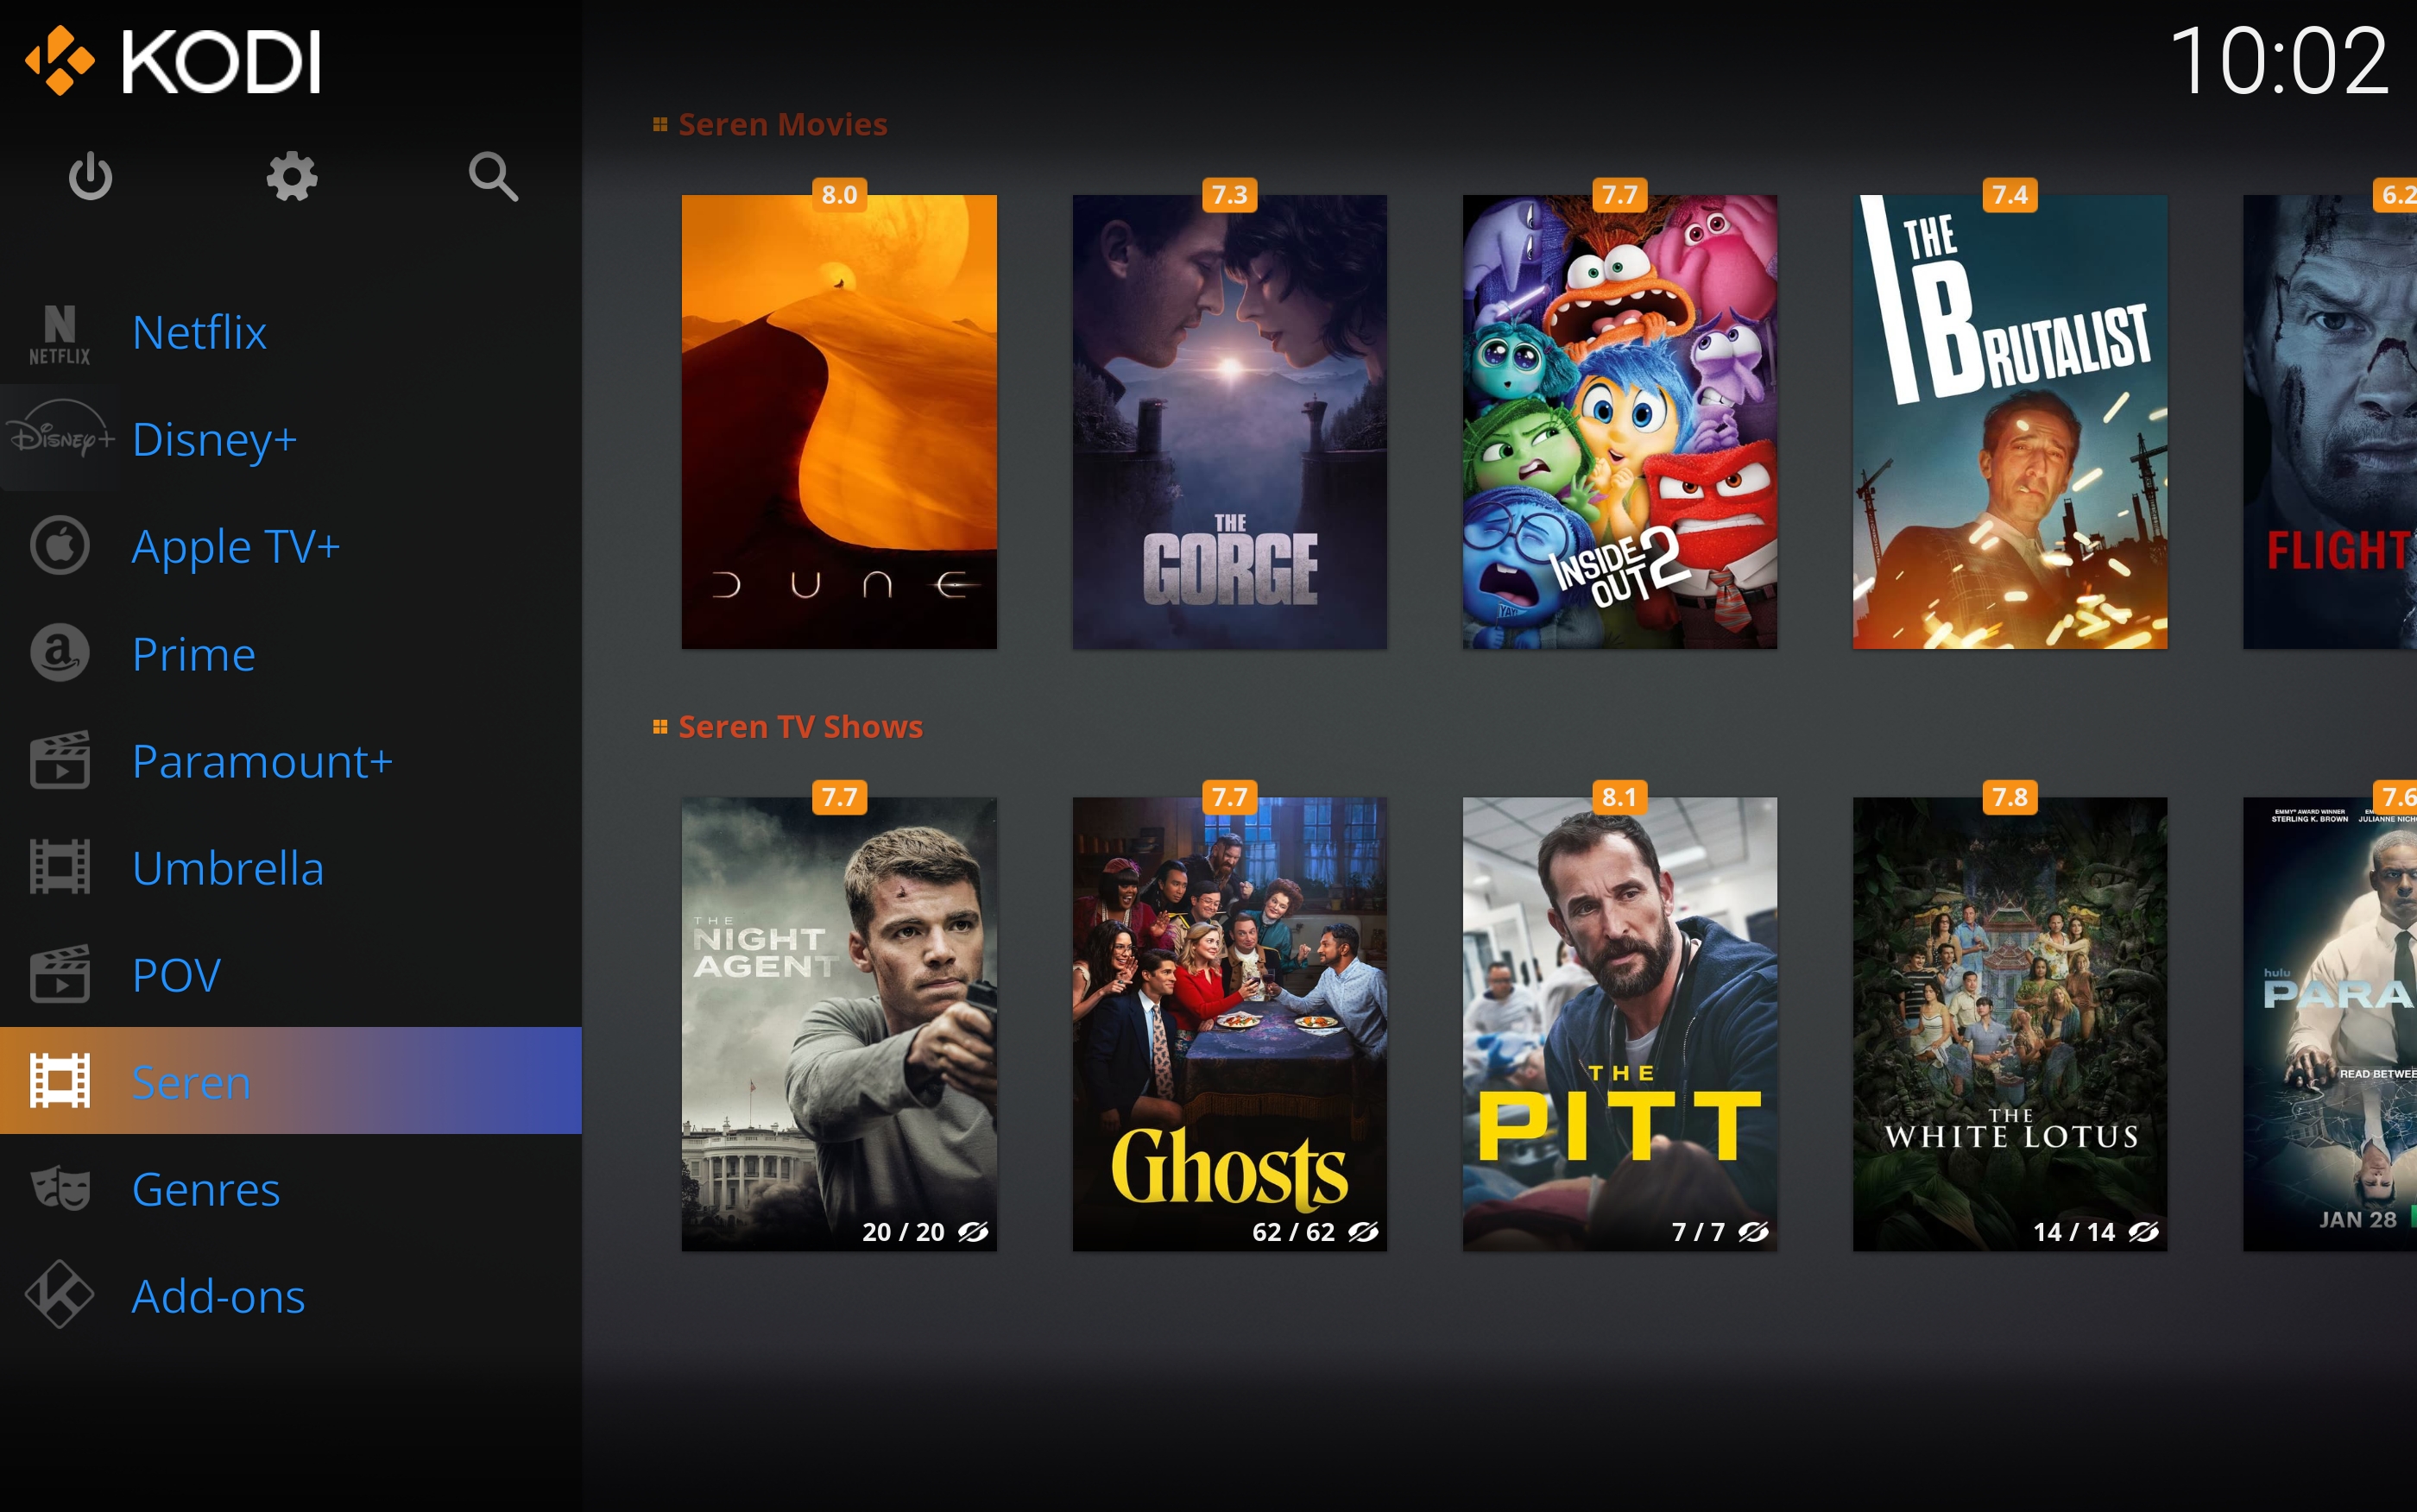 KODI
10:02
NETFLIX
Netflix
Disney+
Disney+
Apple TV+
a
Prime
Paramount+
Umbrella
POV
Seren
Genres
Add-ons
Seren Movies
8.0
7.3
7.7
7.4
6.2
DUNE
THE
GORGE
INSIDE
OUT 2
YAY!
THE
BRUTALIST
FLIGHT
Seren TV Shows
7.7
7.7
8.1
7.8
7.6
THE
NIGHT
AGENT
20 / 20
Ghosts
62 / 62
THE
PITT
7 / 7
THE
WHITE LOTUS
14 / 14
EMMY® AWARD WINNER
STERLING K. BROWN
JULIANNE
hulu
PARA
READ
JAN 28